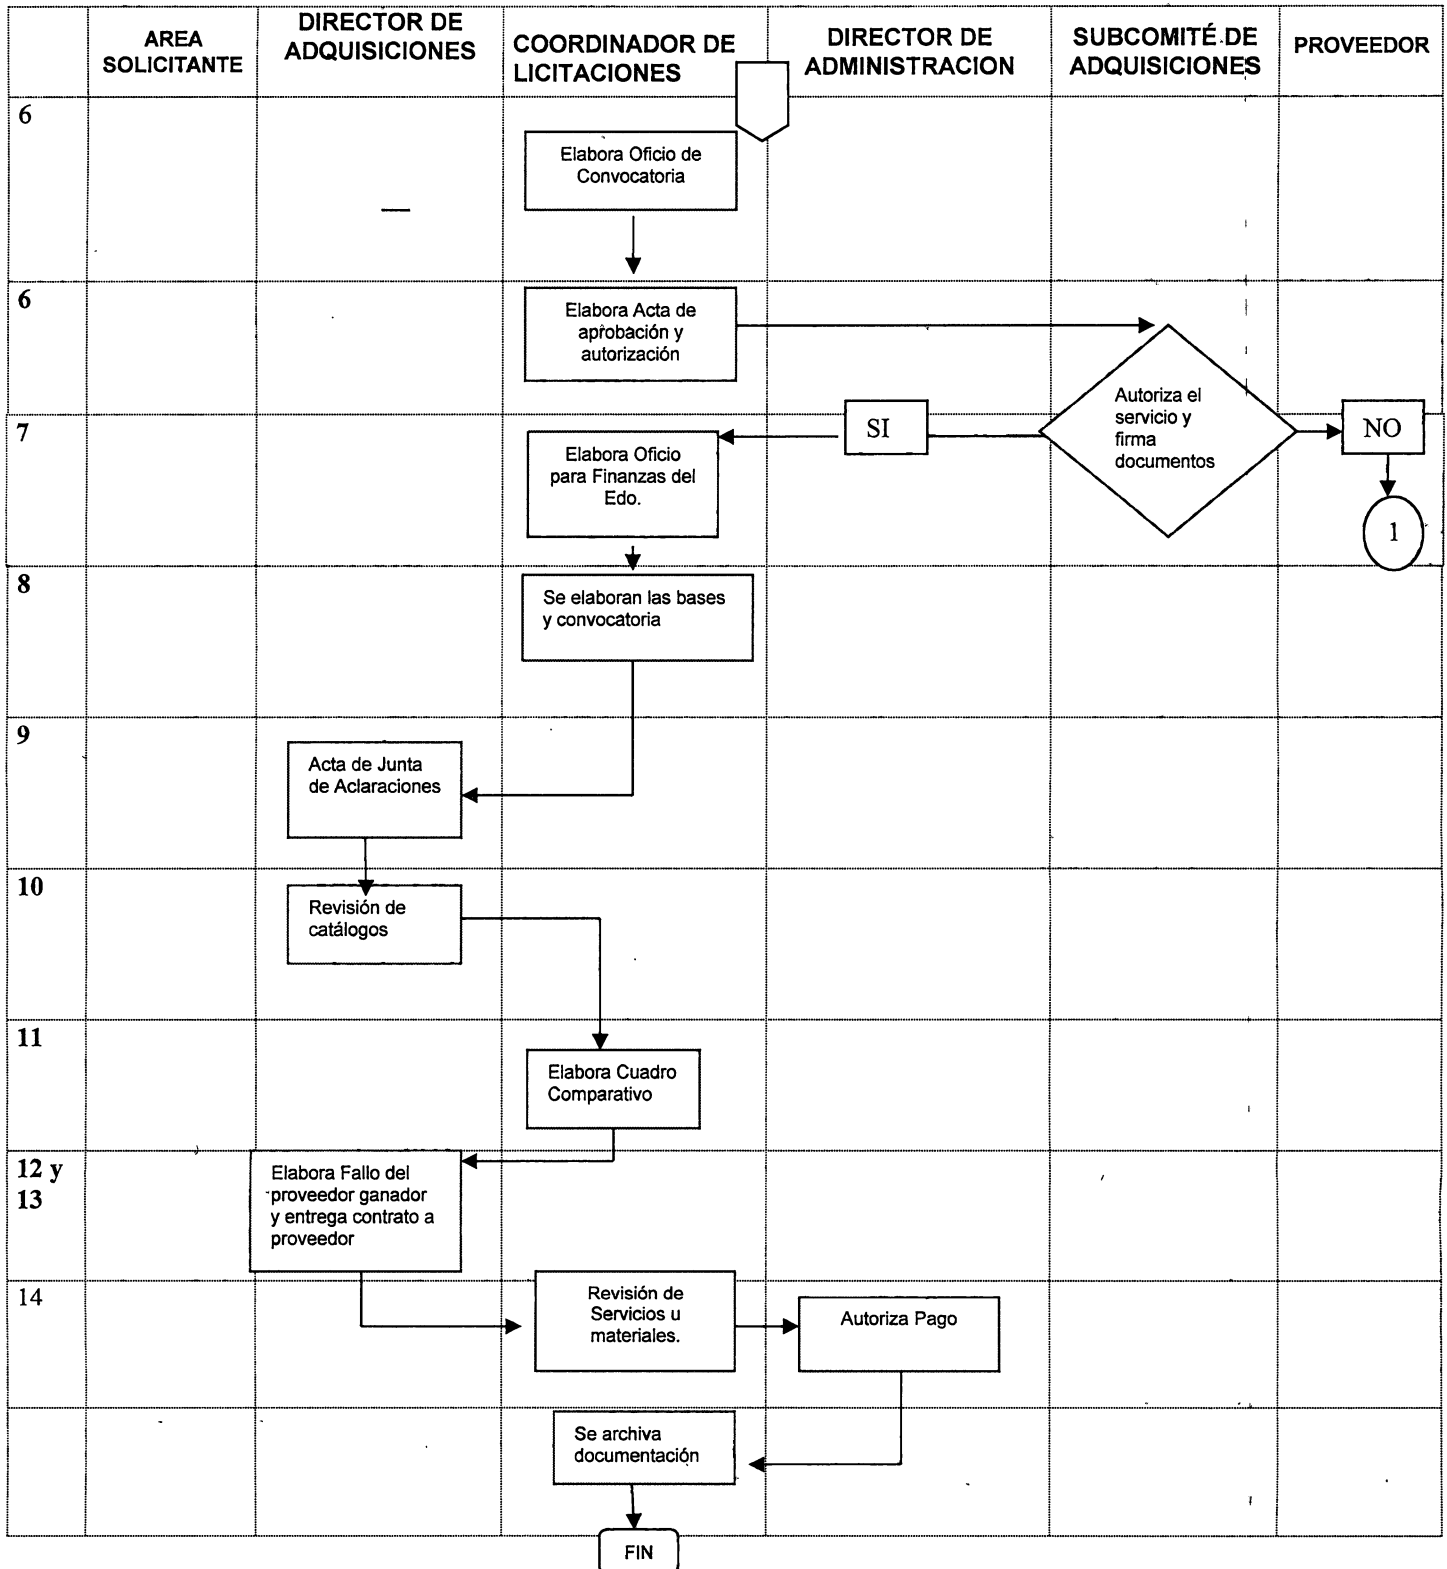 AREA
SOLICITANTE
DIRECTOR DE
ADQUISICIONES
COORDINADOR DE
LICITACIONES
DIRECTOR DE
ADMINISTRACION
SUBCOMITÉ DE
ADQUISICIONES
PROVEEDOR
6
Elabora Oficio de
Convocatoria
6
Elabora Acta de
aprobación y
autorización
Autoriza el
servicio y
firma
documentos
7
Elabora Oficio
para Finanzas del
Edo.
SI
NO
1
8
Se elaboran las bases
y convocatoria
9
Acta de Junta
de Aclaraciones
10
Revisión de
catálogos
11
Elabora Cuadro
Comparativo
12 y
13
Elabora Fallo del
proveedor ganador
y entrega contrato a
proveedor
14
Revisión de
Servicios u
materiales.
Autoriza Pago
Se archiva
documentación
FIN